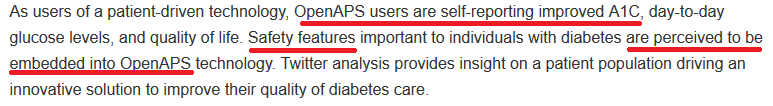 As users of a patient-driven technology, OpenAPS users are self-reporting improved A1C, day-to-day
glucose levels, and quality of life. Safety features important to individuals with diabetes are perceived to be
embedded into OpenAPS technology. Twitter analysis provides insight on a patient population driving an
innovative solution to improve their quality of diabetes care.